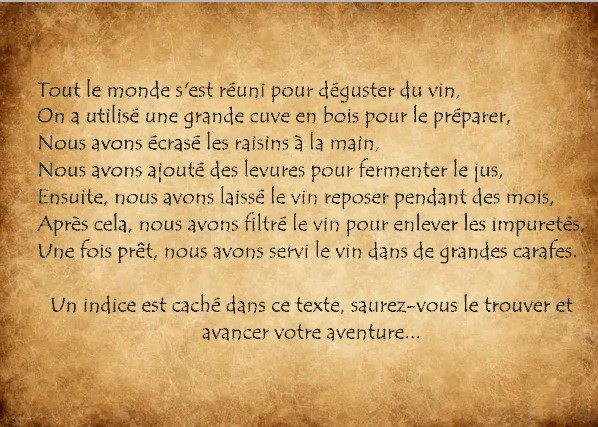 Tout le monde s'est réuni pour déguster du vin,
On a utilisé une grande cuve en bois pour le préparer,
Nous avons écrasé les raisins à la main,
Nous avons ajouté des levures pour fermenter le jus,
Ensuite, nous avons laissé le vin reposer pendant des mois,
Après cela, nous avons filtré le vin pour enlever les impuretés,
Une fois prêt, nous avons servi le vin dans de grandes carafes.
Un indice est caché dans ce texte, saurez-vous le trouver et
avancer votre aventure...